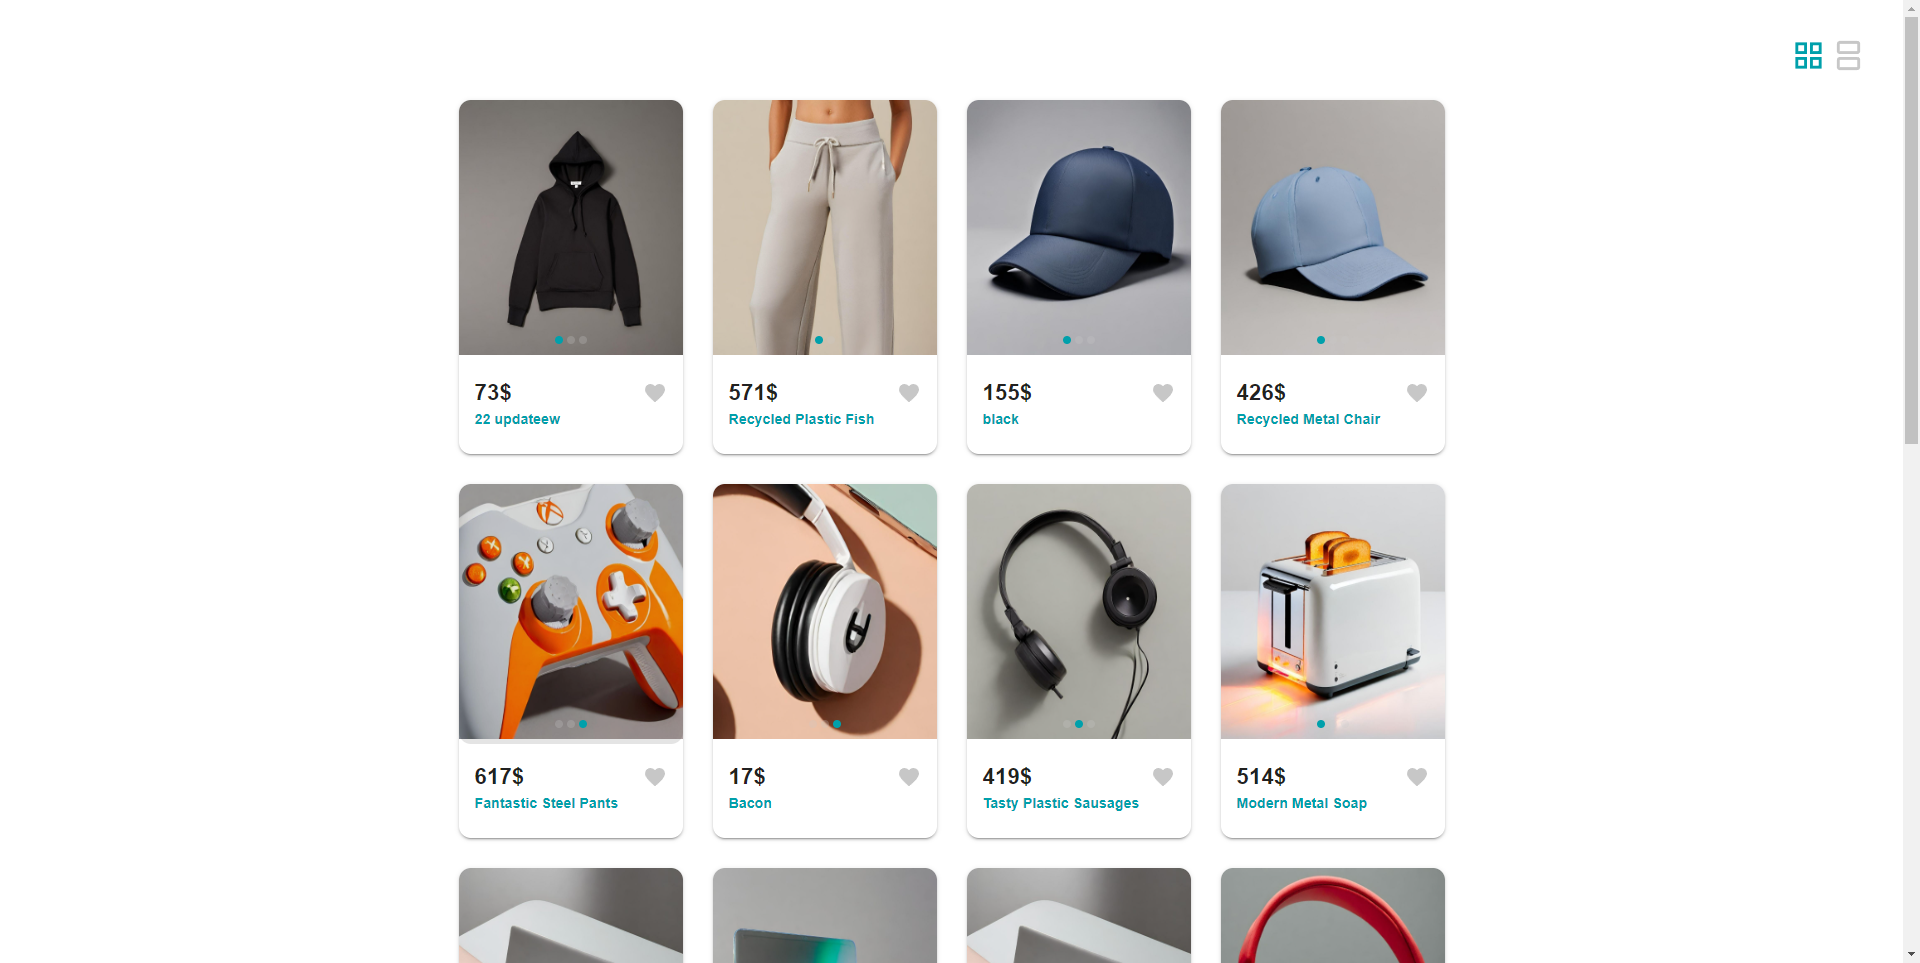 73$
22 updateew
571$
Recycled Plastic Fish
155$
black
426$
Recycled Metal Chair
617$
Fantastic Steel Pants
17$
Bacon
419$
Tasty Plastic Sausages
514$
Modern Metal Soap